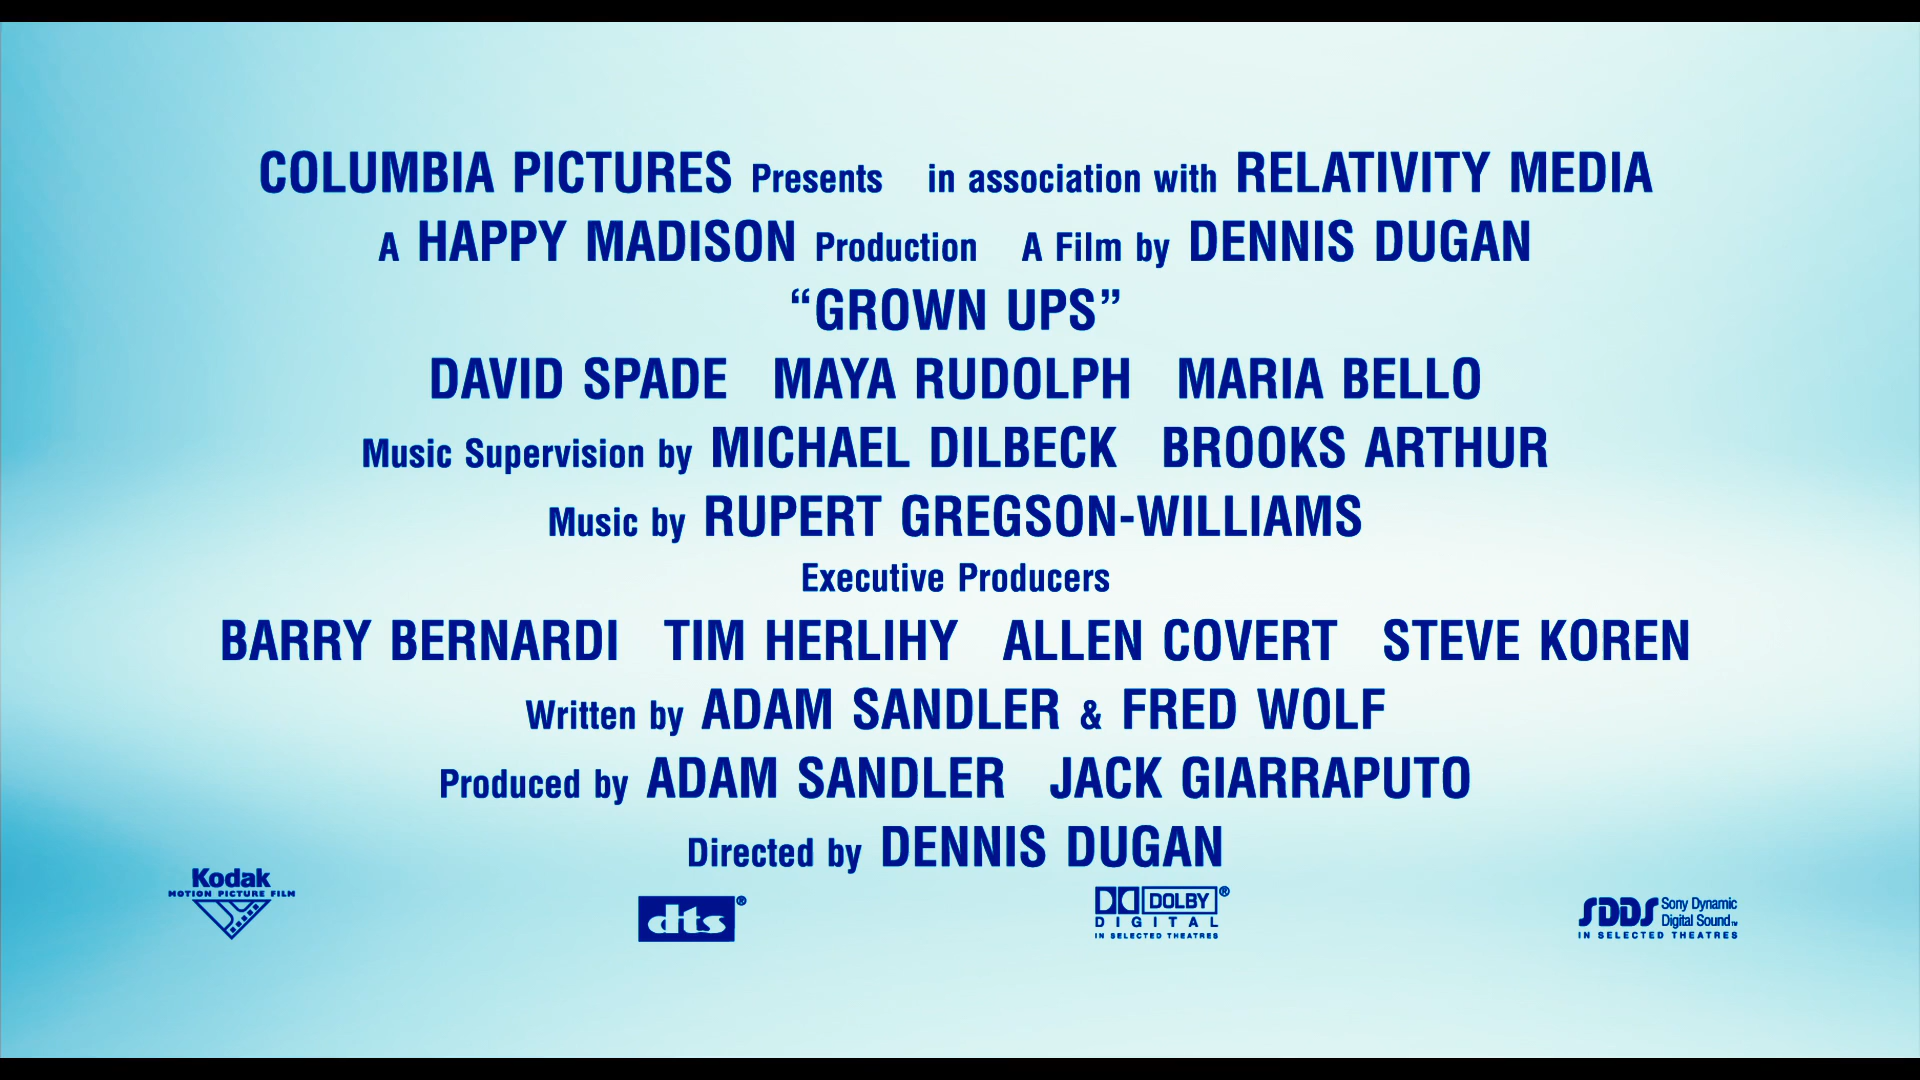 COLUMBIA PICTURES Presents in association with RELATIVITY MEDIA
A HAPPY MADISON Production A Film by DENNIS DUGAN
“GROWN UPS”
DAVID SPADE MAYA RUDOLPH MARIA BELLO
Music Supervision by MICHAEL DILBECK BROOKS ARTHUR
Music by RUPERT GREGSON-WILLIAMS
Executive Producers
BARRY BERNARDI TIM HERLIHY ALLEN COVERT STEVE KOREN
Written by ADAM SANDLER & FRED WOLF
Produced by ADAM SANDLER JACK GIARRAPUTO
Directed by DENNIS DUGAN
Kodak
MOTION PICTURE FILM
dts®
DOLBY®
DIGITAL
IN SELECTED THEATRES
SDDS Sony Dynamic
Digital Sound™
IN SELECTED THEATRES